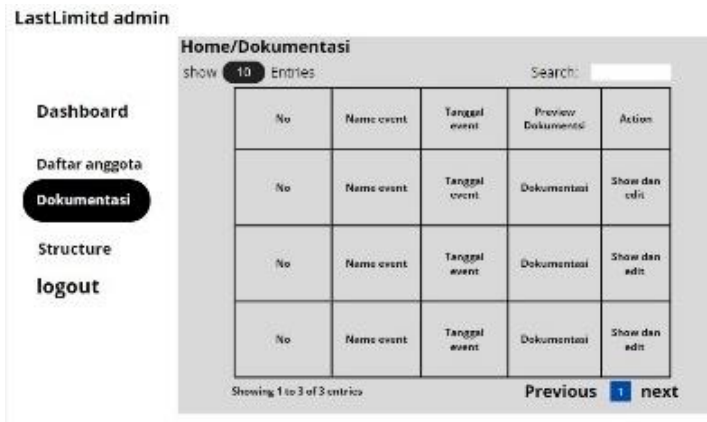 LastLimitd admin
Home/Dokumentasi
show 10 Entries Search:
Dashboard
Daftar anggota
Dokumentasi
Structure
logout
No Name event Tanggal event Preview Dokumentsi Action
No Name event Tanggal event Dokumentasi Show dan edit
No Name event Tanggal event Dokumentasi Show dan edit
No Name event Tanggal event Dokumentasi Show dan edit
Showing 1 to 3 of 3 entries Previous 1 next